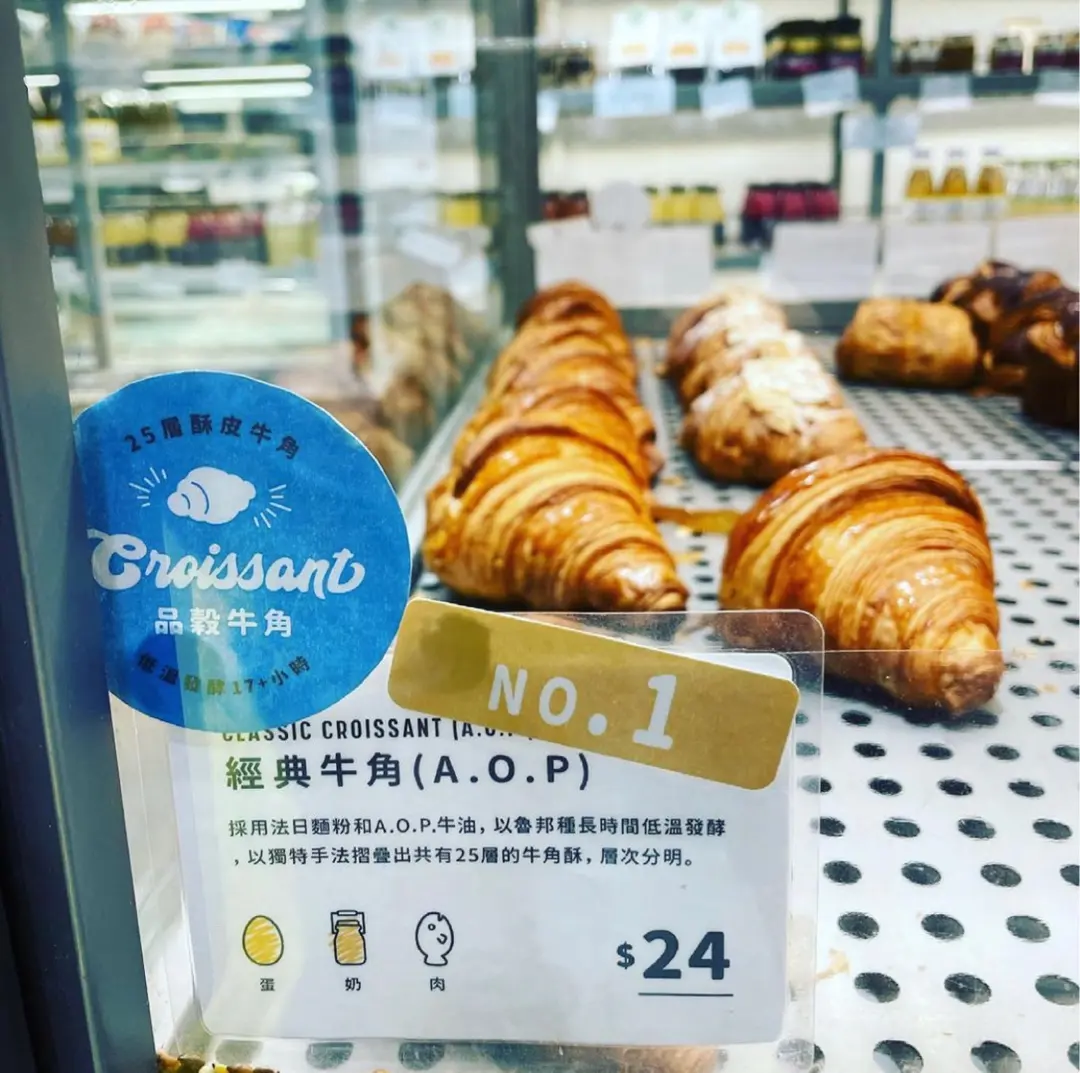 25層酥皮牛角
Croissant
品穀牛角
低溫發酵17+小時
NO.1
CLASSIC CROISSANT (A.O.P
經典牛角(A.O.P)
採用法日麵粉和A.O.P.牛油, 以魯邦種長時間低溫發酵
, 以獨特手法摺疊出共有25層的牛角酥, 層次分明。
蛋 奶 肉
$24